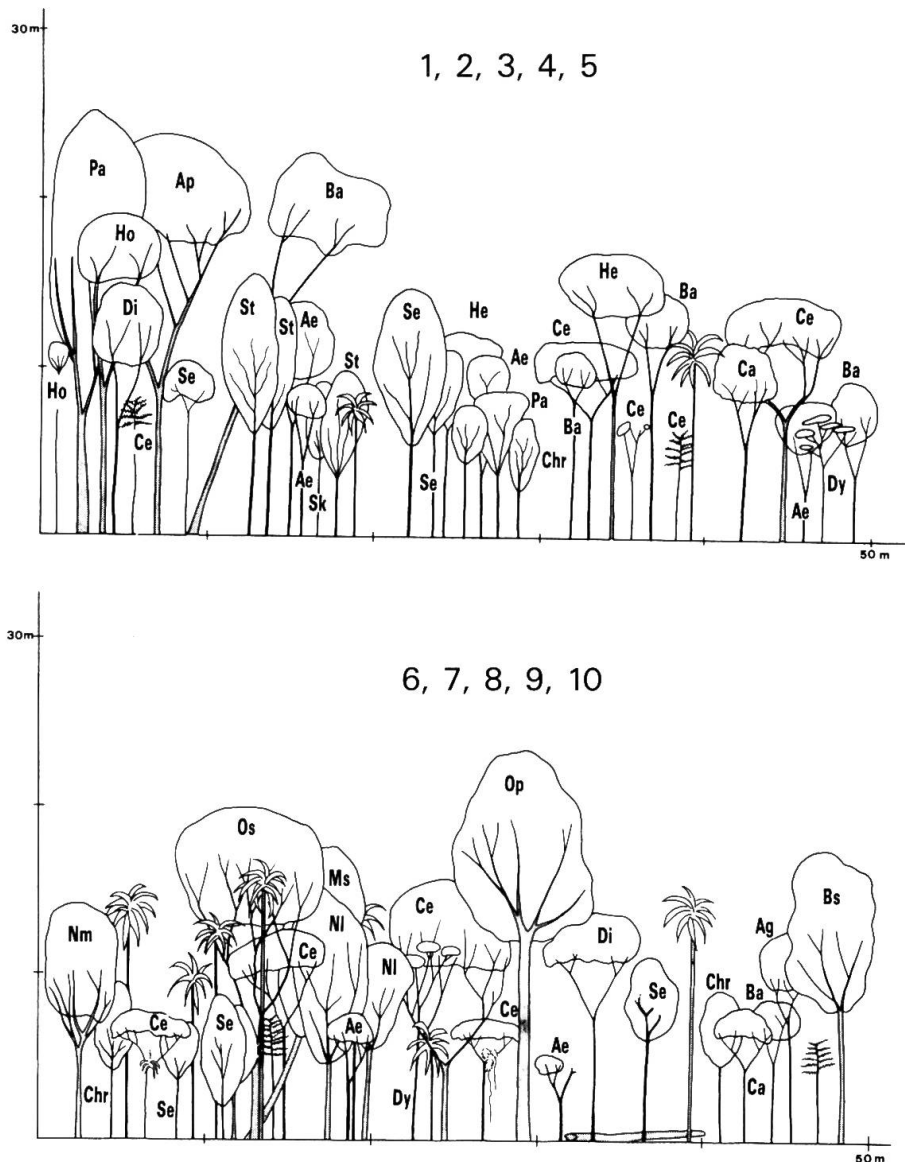 30 m
1, 2, 3, 4, 5
Pa
Ap
Ba
Ho
He
Di
St
St
Ae
Se
He
Ba
Ce
Ce
St
Ae
Ho
Se
Ca
Ba
Pa
Ce
Ba
Ce
Ce
Chr
Ae
Sk
Se
Dy
Ae
50 m
30m
6, 7, 8, 9, 10
Op
Os
Ms
Bs
Nm
Nl
Ce
Di
Ag
Ce
Nl
Se
Chr
Ba
Ce
Se
Ae
Ce
Ae
Chr
Se
Dy
Ca
50 m